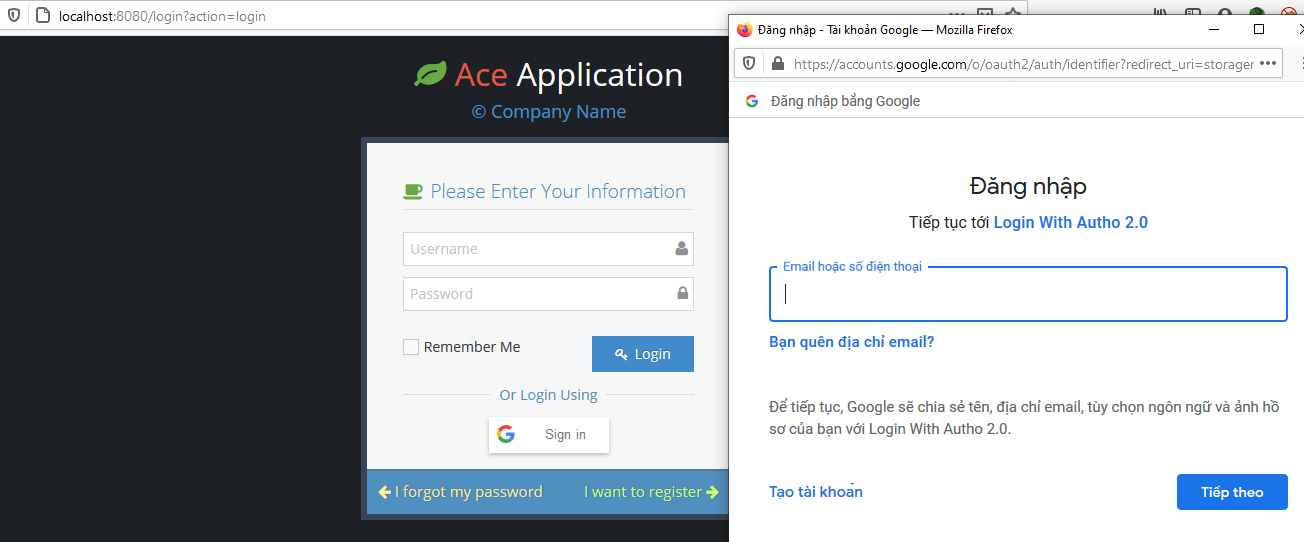 localhost:8080/login?action=login
Ace Application
© Company Name
Please Enter Your Information
Username
Password
Remember Me
Login
Or Login Using
Sign in
I forgot my password
I want to register
Đăng nhập - Tài khoản Google — Mozilla Firefox
https://accounts.google.com/o/oauth2/auth/identifier?redirect_uri=storager
Đăng nhập bằng Google
Đăng nhập
Tiếp tục tới Login With Autho 2.0
Email hoặc số điện thoại
Bạn quên địa chỉ email?
Để tiếp tục, Google sẽ chia sẻ tên, địa chỉ email, tùy chọn ngôn ngữ và ảnh hồ
sơ của bạn với Login With Autho 2.0.
Tạo tài khoản
Tiếp theo